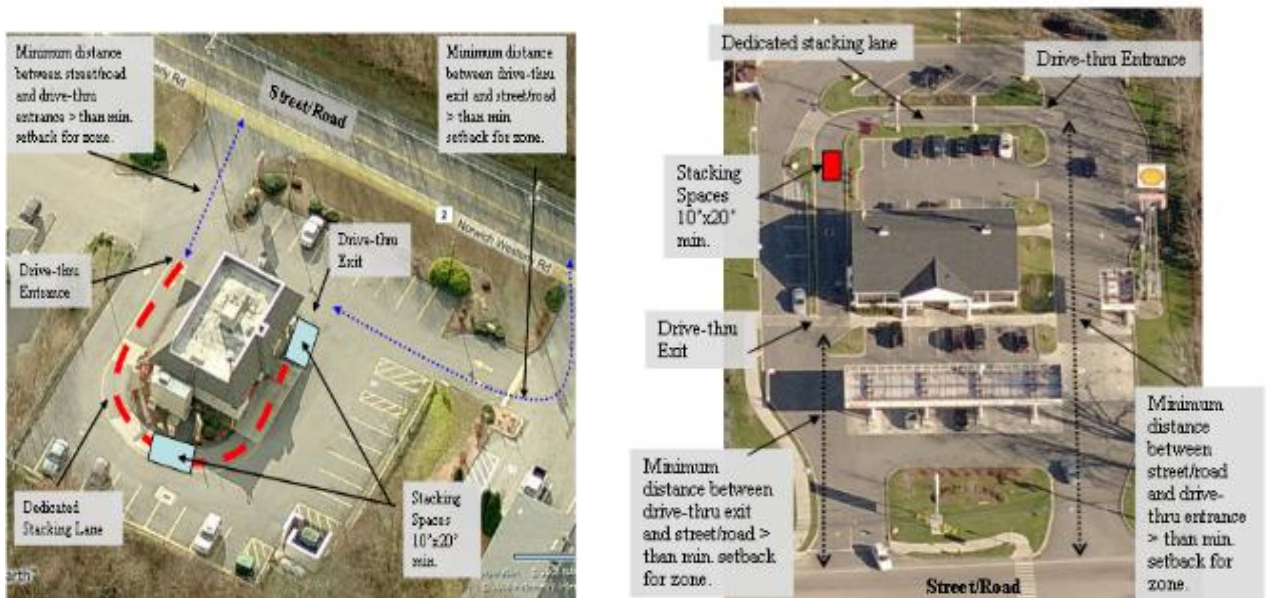 Minimum distance
between street/road
and drive-thru
entrance > than min.
setback for zone.
Street/Road
Minimum distance
between drive-thru
exit and street/road
> than min.
setback for zone.
2
Norwich Westerly Rd
Drive-thru
Exit
Drive-thru
Entrance
Dedicated
Stacking Lane
Stacking
Spaces
10"x20"
min.
Dedicated stacking lane
Drive-thru Entrance
Stacking
Spaces
10"x20"
min.
Drive-thru
Exit
Minimum
distance between
drive-thru exit
and street/road >
than min. setback
for zone.
Minimum
distance
between
street/road
and drive-
thru entrance
> than min.
setback for
zone.
Street/Road